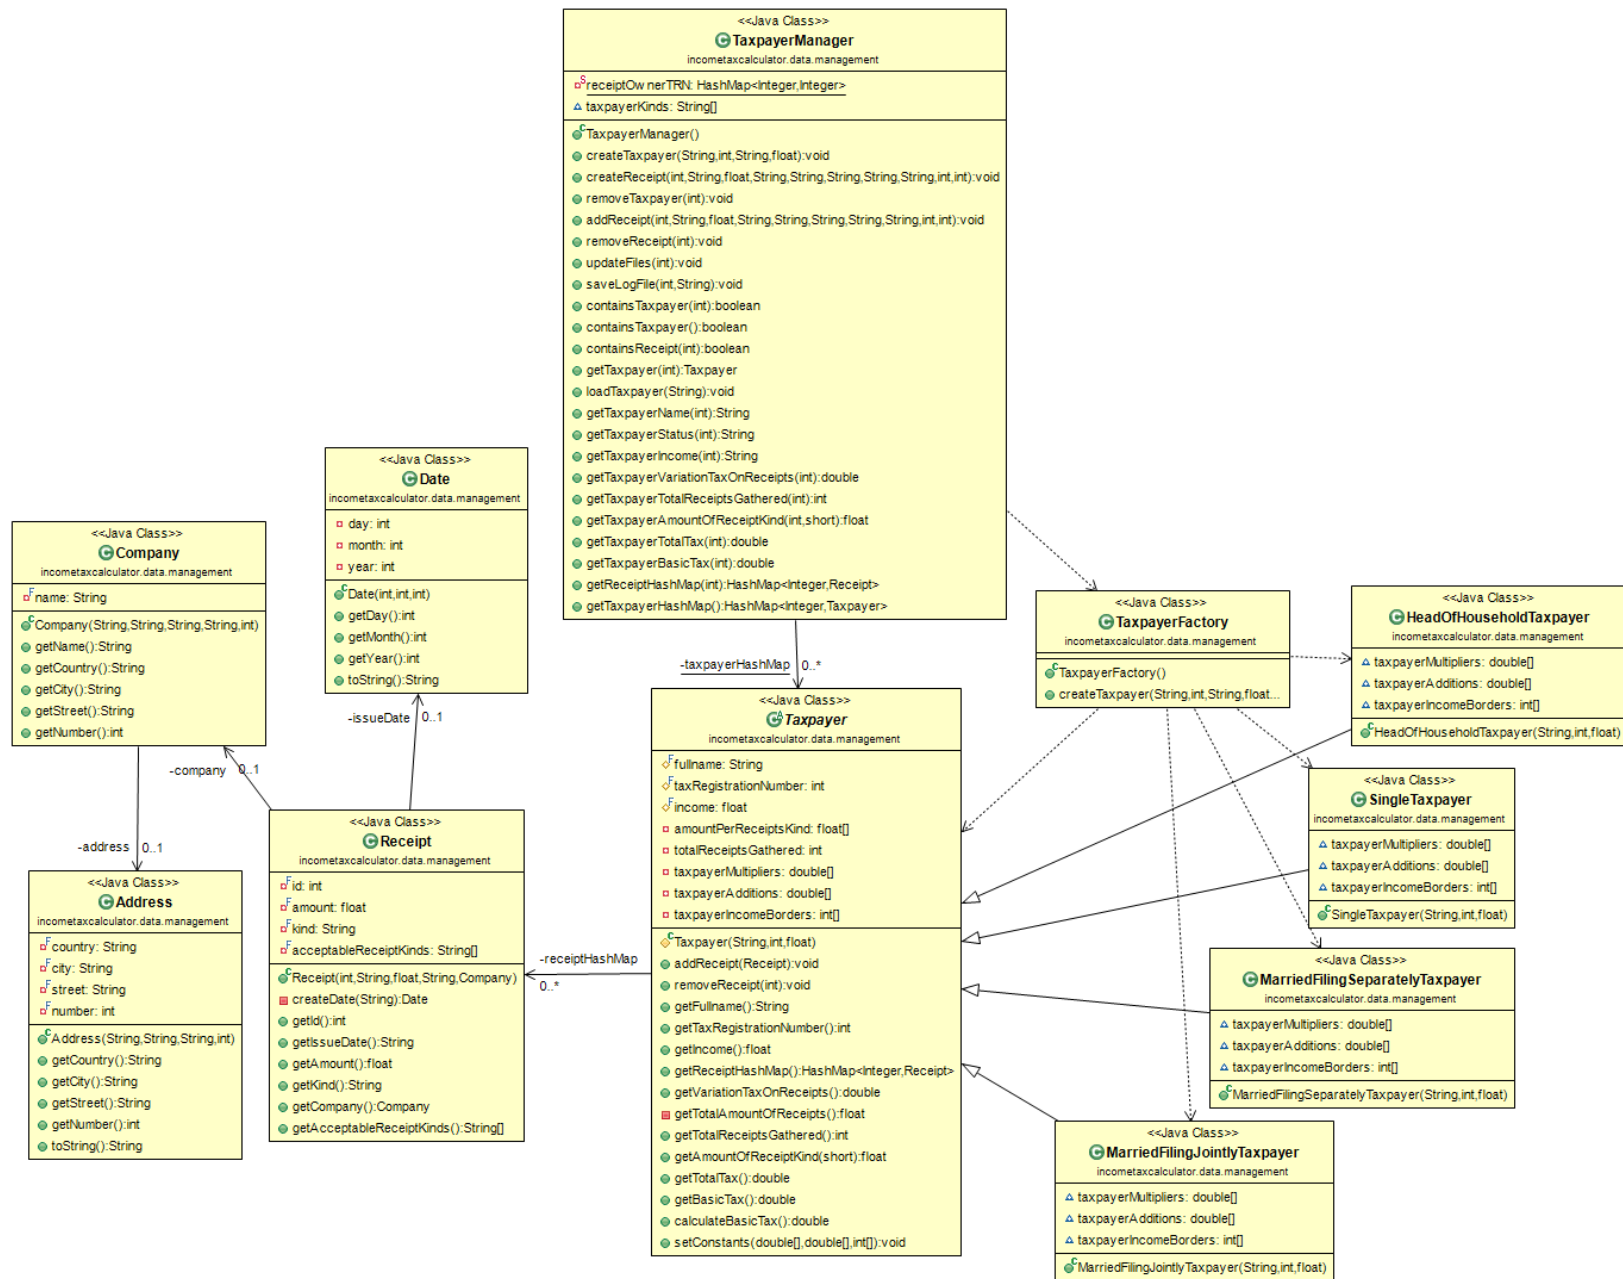 <<Java Class>>
TaxpayerManager
incometaxcalculator.data.management
receiptOwnerTRN: HashMap<Integer,Integer>
taxpayerKinds: String[]
TaxpayerManager()
createTaxpayer(String,int,String,float):void
createReceipt(int,String,float,String,String,String,String,String,int,int):void
removeTaxpayer(int):void
addReceipt(int,String,float,String,String,String,String,String,int,int):void
removeReceipt(int):void
updateFiles(int):void
saveLogFile(int,String):void
containsTaxpayer(int):boolean
containsTaxpayer():boolean
containsReceipt(int):boolean
getTaxpayer(int):Taxpayer
loadTaxpayer(String):void
getTaxpayerName(int):String
getTaxpayerStatus(int):String
getTaxpayerIncome(int):String
getTaxpayerVariationTaxOnReceipts(int):double
getTaxpayerTotalReceiptsGathered(int):int
getTaxpayerAmountOfReceiptKind(int,short):float
getTaxpayerTotalTax(int):double
getTaxpayerBasicTax(int):double
getReceiptHashMap(int):HashMap<Integer,Receipt>
getTaxpayerHashMap():HashMap<Integer,Taxpayer>
<<Java Class>>
Date
incometaxcalculator.data.management
day: int
month: int
year: int
Date(int,int,int)
getDay():int
getMonth():int
getYear():int
toString():String
<<Java Class>>
Company
incometaxcalculator.data.management
name: String
Company(String,String,String,String,int)
getName():String
getCountry():String
getCity():String
getStreet():String
getNumber():int
<<Java Class>>
TaxpayerFactory
incometaxcalculator.data.management
TaxpayerFactory()
createTaxpayer(String,int,String,float...
<<Java Class>>
HeadOfHouseholdTaxpayer
incometaxcalculator.data.management
taxpayerMultipliers: double[]
taxpayerAdditions: double[]
taxpayerIncomeBorders: int[]
HeadOfHouseholdTaxpayer(String,int,float)
-taxpayerHashMap 0..*
-issueDate 0..1
-company 0..1
-address 0..1
-receiptHashMap
0..*
<<Java Class>>
Taxpayer
incometaxcalculator.data.management
fullname: String
taxRegistrationNumber: int
income: float
amountPerReceiptsKind: float[]
totalReceiptsGathered: int
taxpayerMultipliers: double[]
taxpayerAdditions: double[]
taxpayerIncomeBorders: int[]
Taxpayer(String,int,float)
addReceipt(Receipt):void
removeReceipt(int):void
getFullname():String
getTaxRegistrationNumber():int
getIncome():float
getReceiptHashMap():HashMap<Integer,Receipt>
getVariationTaxOnReceipts():double
getTotalAmountOfReceipts():float
getTotalReceiptsGathered():int
getAmountOfReceiptKind(short):float
getTotalTax():double
getBasicTax():double
calculateBasicTax():double
setConstants(double[],double[],int[]):void
<<Java Class>>
SingleTaxpayer
incometaxcalculator.data.management
taxpayerMultipliers: double[]
taxpayerAdditions: double[]
taxpayerIncomeBorders: int[]
SingleTaxpayer(String,int,float)
<<Java Class>>
Receipt
incometaxcalculator.data.management
id: int
amount: float
kind: String
acceptableReceiptKinds: String[]
Receipt(int,String,float,String,Company)
createDate(String):Date
getId():int
getIssueDate():String
getAmount():float
getKind():String
getCompany():Company
getAcceptableReceiptKinds():String[]
<<Java Class>>
Address
incometaxcalculator.data.management
country: String
city: String
street: String
number: int
Address(String,String,String,int)
getCountry():String
getCity():String
getStreet():String
getNumber():int
toString():String
<<Java Class>>
MarriedFilingSeparatelyTaxpayer
incometaxcalculator.data.management
taxpayerMultipliers: double[]
taxpayerAdditions: double[]
taxpayerIncomeBorders: int[]
MarriedFilingSeparatelyTaxpayer(String,int,float)
<<Java Class>>
MarriedFilingJointlyTaxpayer
incometaxcalculator.data.management
taxpayerMultipliers: double[]
taxpayerAdditions: double[]
taxpayerIncomeBorders: int[]
MarriedFilingJointlyTaxpayer(String,int,float)